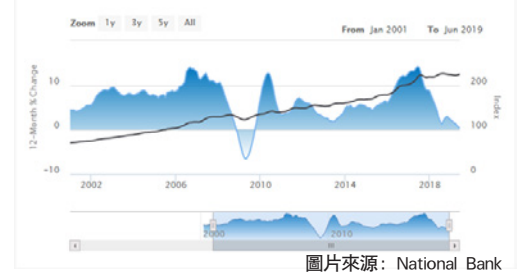 Zoom 1y 3y 5y All
From Jan 2001 To Jun 2019
12-Month % Change
10
0
-10
200
100
0
Index
2002 2006 2010 2014 2018
2000 2010
圖片來源：National Bank